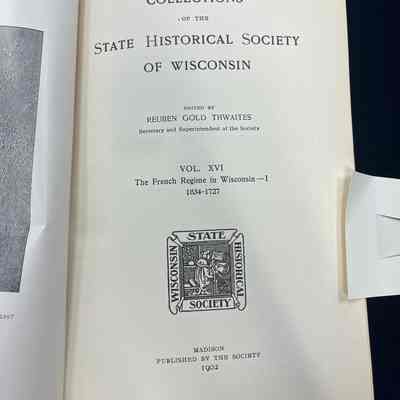 COLLECTIONS
OF THE
STATE HISTORICAL SOCIETY
OF WISCONSIN
EDITED BY
REUBEN GOLD THWAITES
Secretary and Superintendent of the Society
VOL. XVI
The French Regime in Wisconsin—I
1634-1727
STATE
WISCONSIN
HISTORICAL
SOCIETY
MADISON
PUBLISHED BY THE SOCIETY
1902